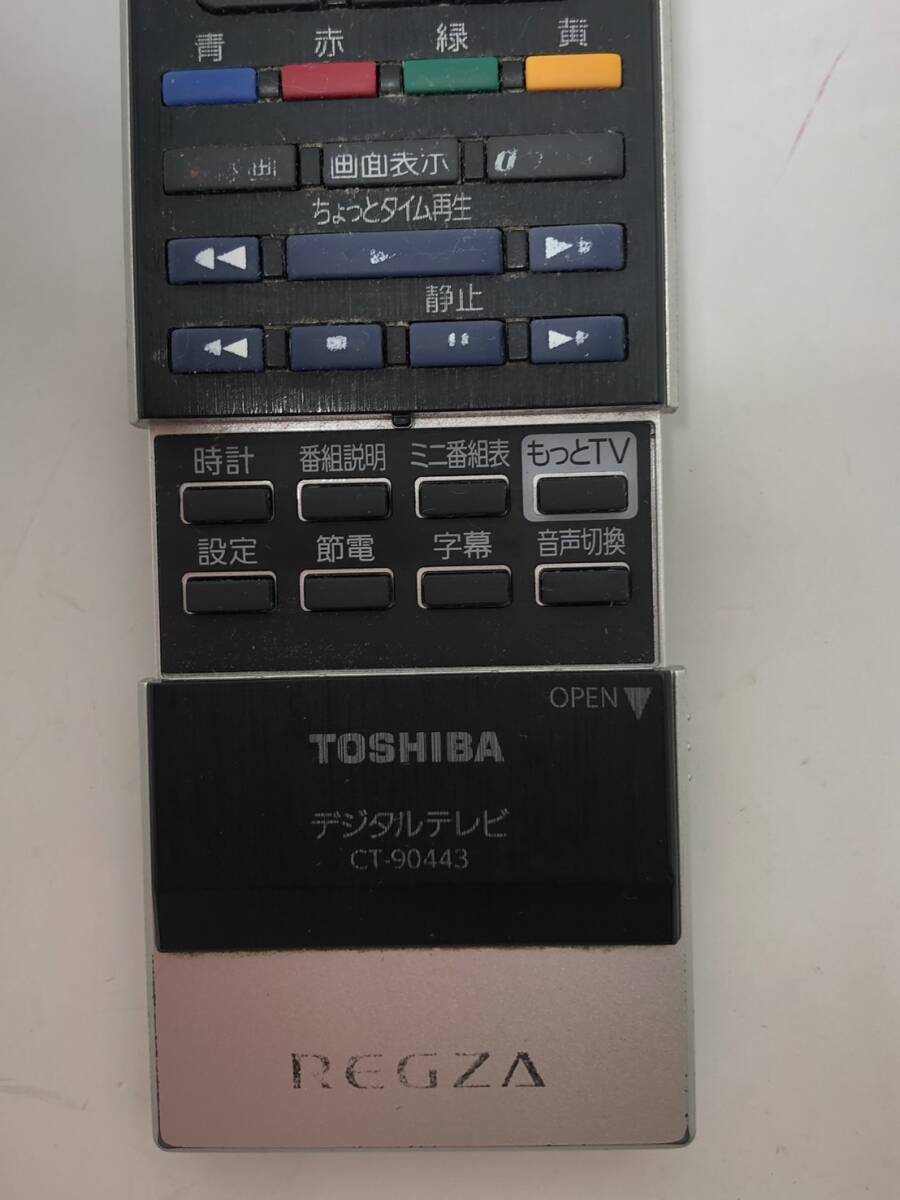 青 赤 緑 黄
画面表示
ちょっとタイム再生
静止
時計 番組説明 ミニ番組表 もっとTV
設定 節電 字幕 音声切換
OPEN
TOSHIBA
デジタルテレビ
CT-90443
REGZA